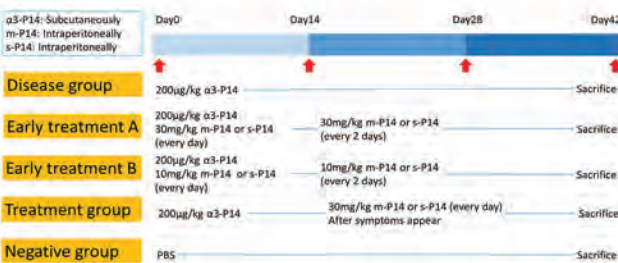 α3-P14: Subcutaneously
m-P14: Intraperitoneally
s-P14: Intraperitoneally
Day0 Day14 Day28 Day42
Disease group
200μg/kg α3-P14 Sacrifice
Early treatment A
200μg/kg α3-P14
30mg/kg m-P14 or s-P14
(every day)
30mg/kg m-P14 or s-P14
(every 2 days)
Sacrifice
Early treatment B
200μg/kg α3-P14
10mg/kg m-P14 or s-P14
(every day)
10mg/kg m-P14 or s-P14
(every 2 days)
Sacrifice
Treatment group
200μg/kg α3-P14
30mg/kg m-P14 or s-P14 (every day)
After symptoms appear
Sacrifice
Negative group
PBS Sacrifice